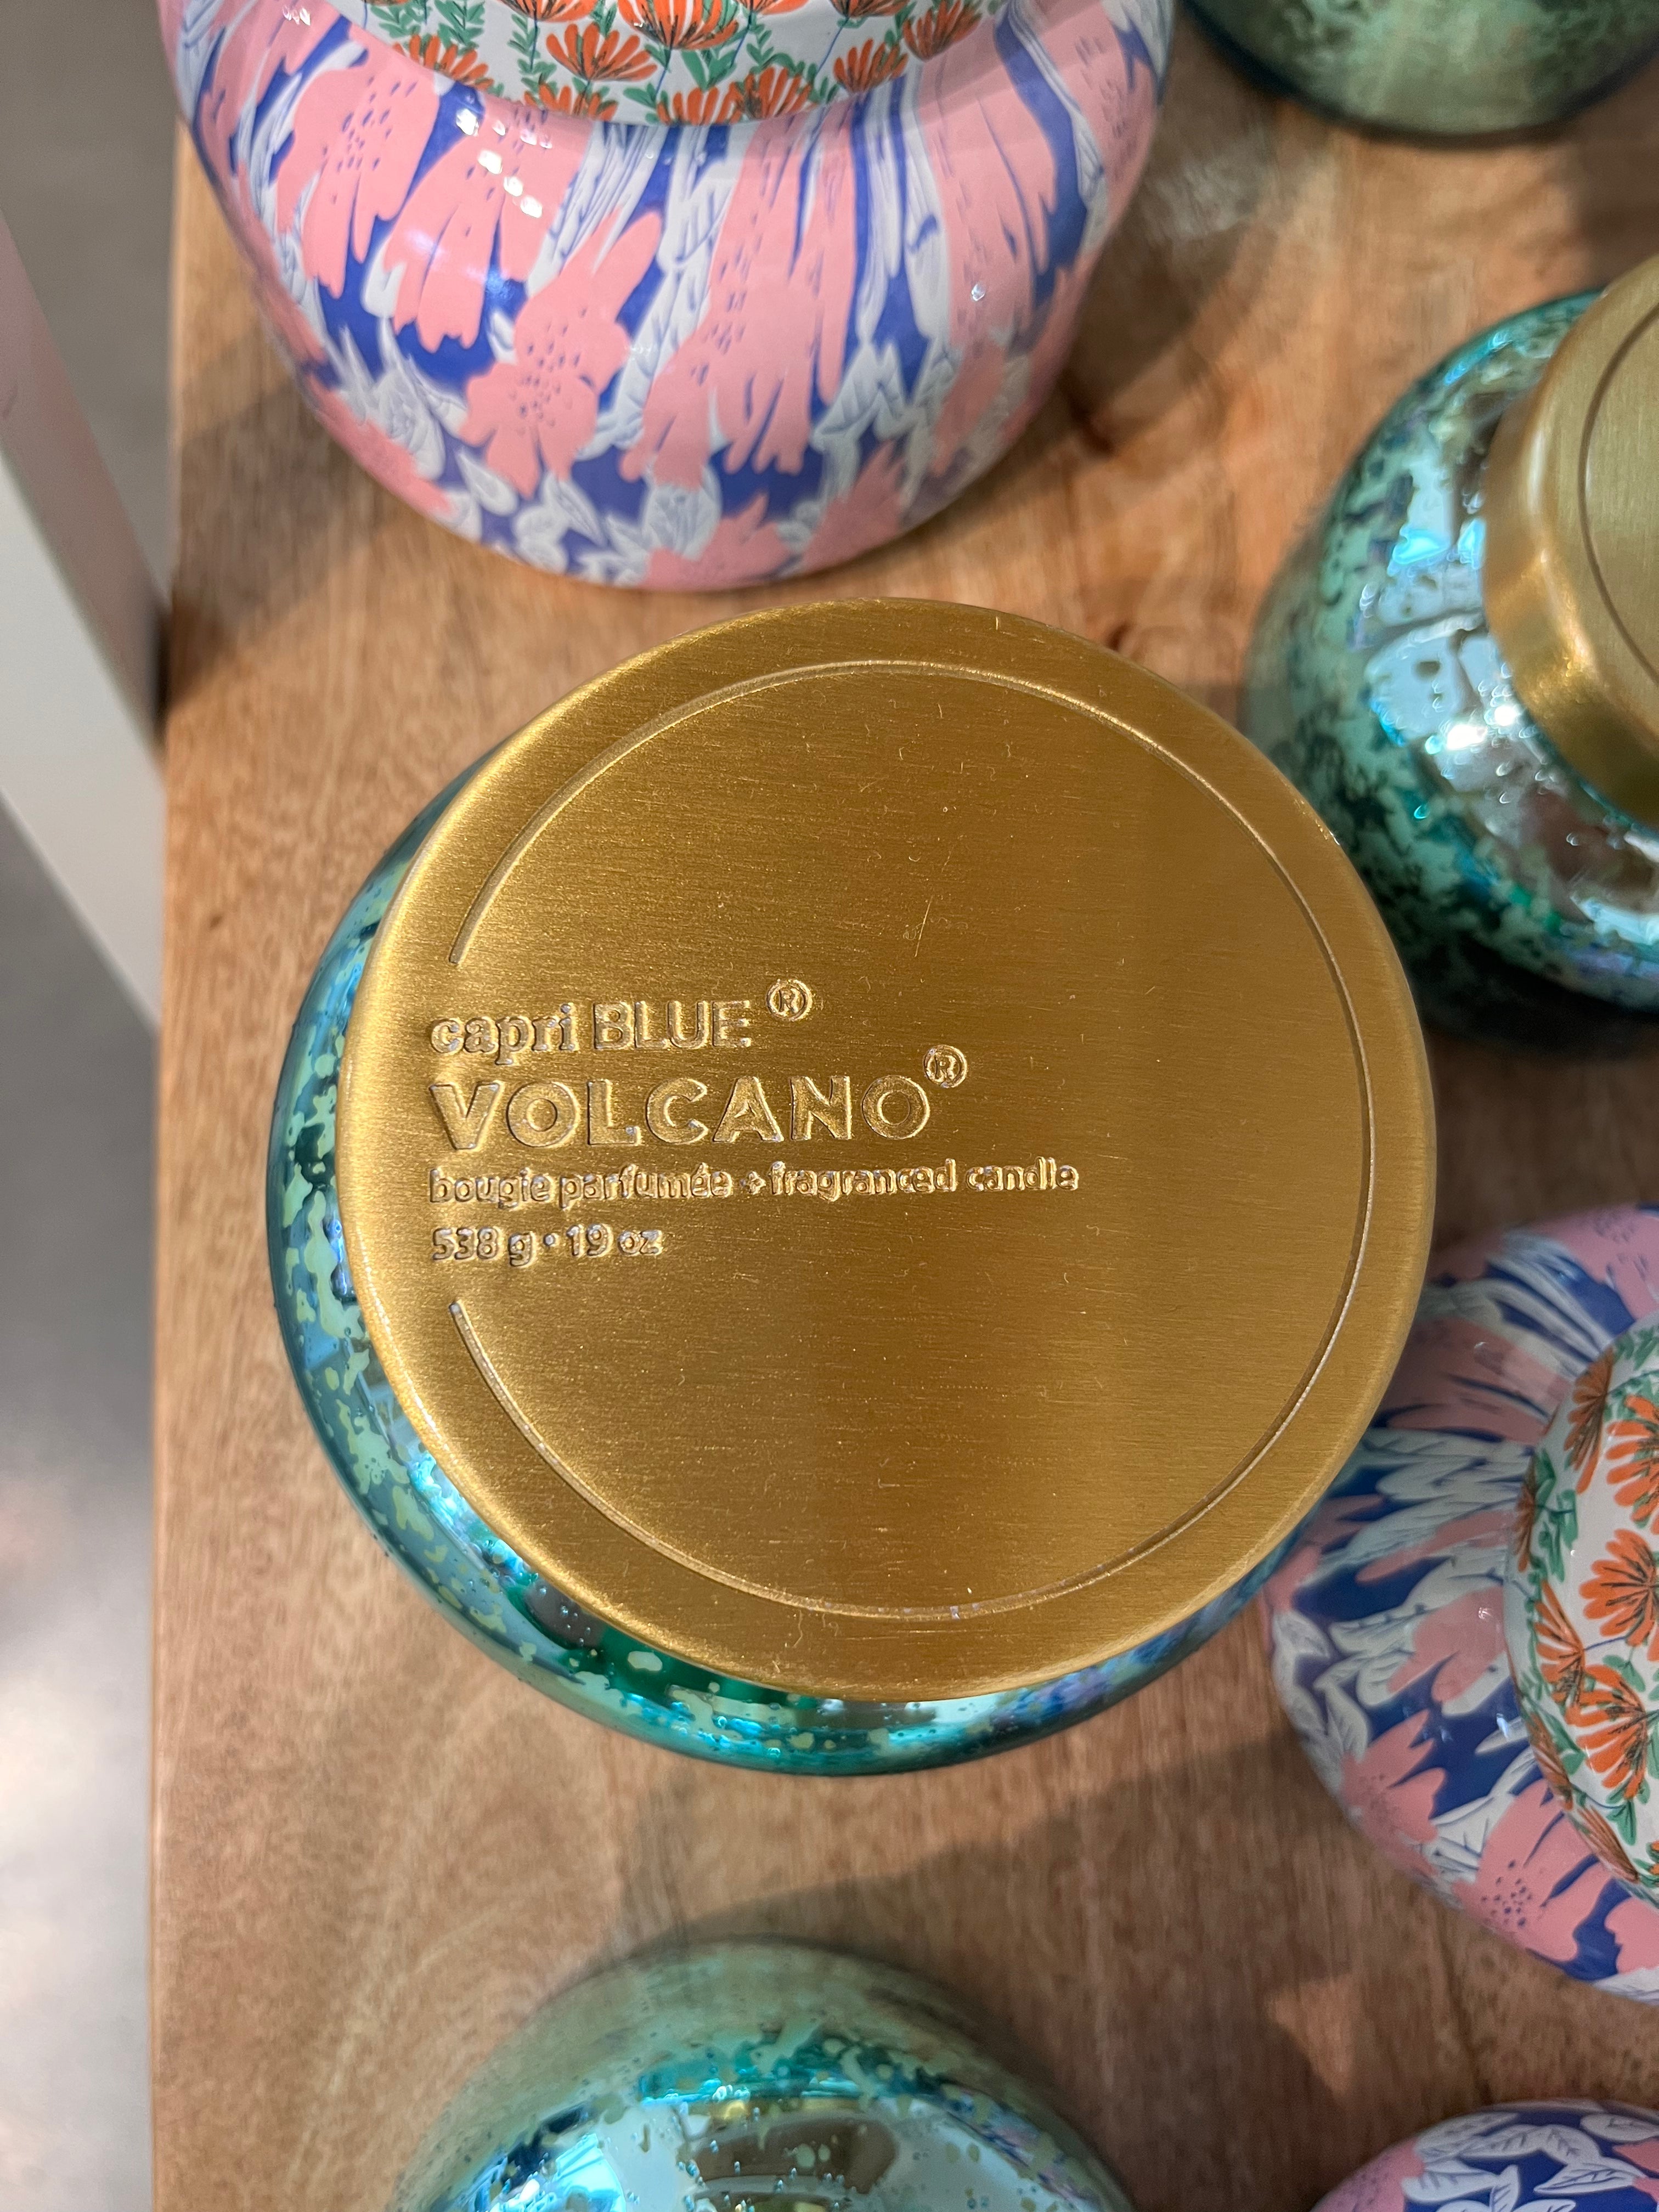 capri BLUE®
VOLCANO®
bougie parfumée + fragranced candle
538 g • 19 oz